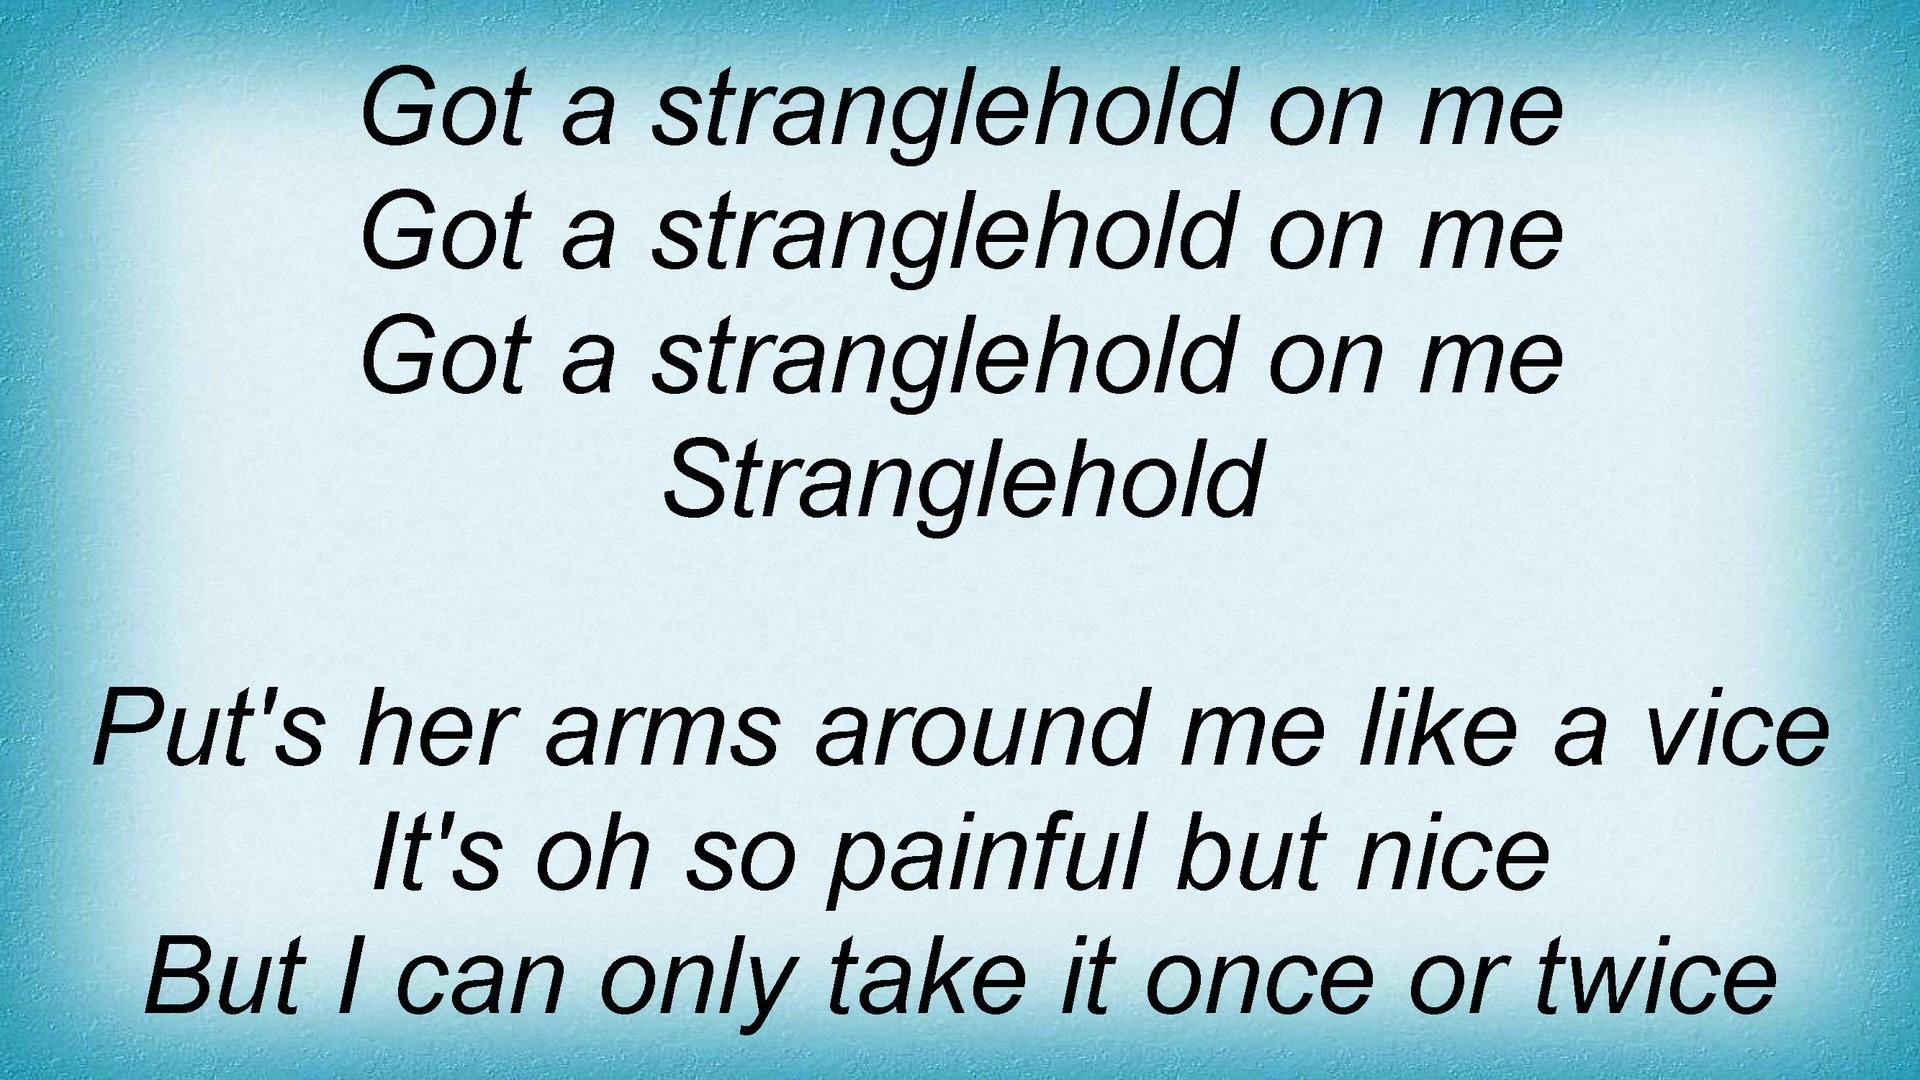 Got a stranglehold on me
Got a stranglehold on me
Got a stranglehold on me
Stranglehold
Put's her arms around me like a vice
It's oh so painful but nice
But I can only take it once or twice